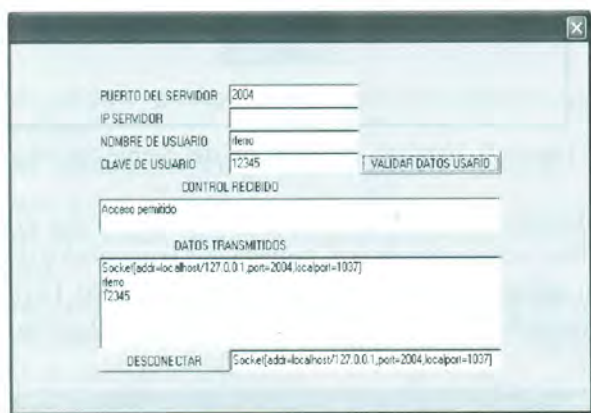 PUERTO DEL SERVIDOR 2004
IP SERVIDOR
NOMBRE DE USUARIO rleno
CLAVE DE USUARIO 12345 VALIDAR DATOS USARIO
CONTROL RECIBIDO
Acceso permitido
DATOS TRANSMITIDOS
Socket[addr=localhost/127.0.0.1,port=2004,localport=1037]
rleno
12345
DESCONECTAR Socket[addr=localhost/127.0.0.1,port=2004,localport=1037]